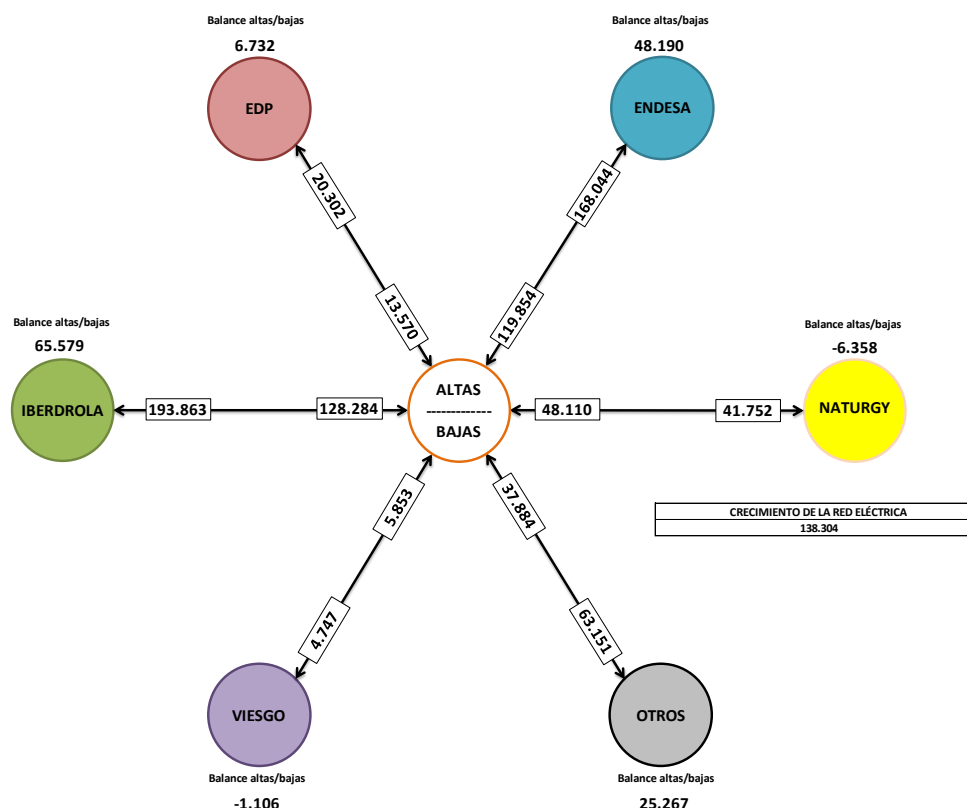 Balance altas/bajas
6.732
EDP
Balance altas/bajas
48.190
ENDESA
20.302
168.044
13.570
119.854
Balance altas/bajas
65.579
IBERDROLA
193.863
128.284
ALTAS
------------
BAJAS
48.110
41.752
Balance altas/bajas
-6.358
NATURGY
5.853
37.884
CRECIMIENTO DE LA RED ELÉCTRICA
138.304
4.747
63.151
VIESGO
Balance altas/bajas
-1.106
OTROS
Balance altas/bajas
25.267